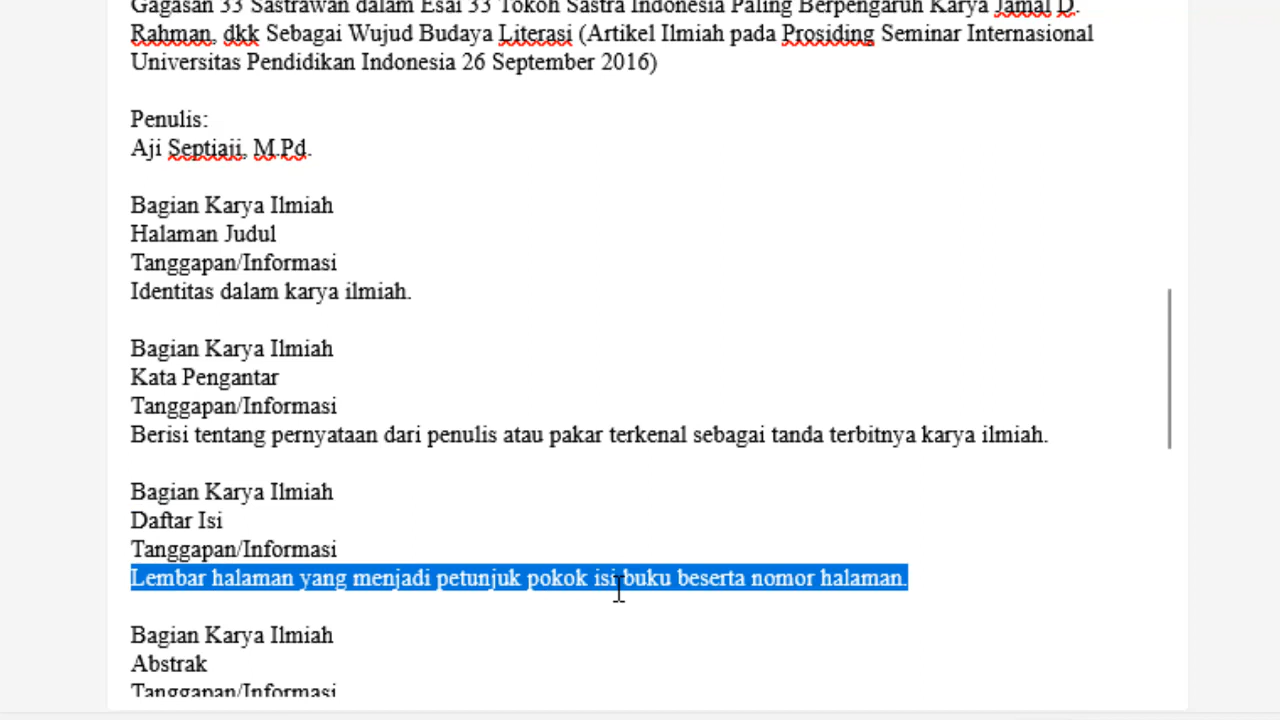 Gagasan 33 Sastrawan dalam Esai 33 Tokoh Sastra Indonesia Paling Berpengaruh Karya Jamal D.
Rahman, dkk Sebagai Wujud Budaya Literasi (Artikel Ilmiah pada Prosiding Seminar Internasional
Universitas Pendidikan Indonesia 26 September 2016)
Penulis:
Aji Septiaji, M.Pd.
Bagian Karya Ilmiah
Halaman Judul
Tanggapan/Informasi
Identitas dalam karya ilmiah.
Bagian Karya Ilmiah
Kata Pengantar
Tanggapan/Informasi
Berisi tentang pernyataan dari penulis atau pakar terkenal sebagai tanda terbitnya karya ilmiah.
Bagian Karya Ilmiah
Daftar Isi
Tanggapan/Informasi
Lembar halaman yang menjadi petunjuk pokok isi buku beserta nomor halaman.
Bagian Karya Ilmiah
Abstrak
Tanggapan/Informasi